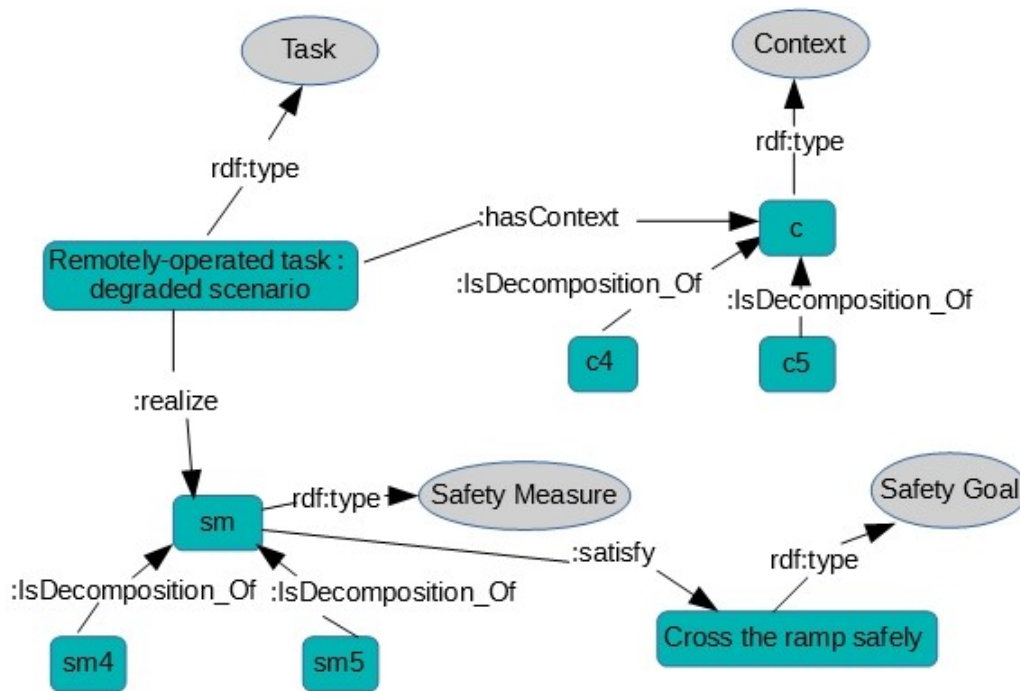 Task
Context
rdf:type
rdf:type
:hasContext
c
Remotely-operated task :
degraded scenario
:IsDecomposition_Of
:IsDecomposition_Of
c4
c5
:realize
Safety Measure
Safety Goal
rdf:type
sm
:satisfy
rdf:type
:IsDecomposition_Of
:IsDecomposition_Of
Cross the ramp safely
sm4
sm5